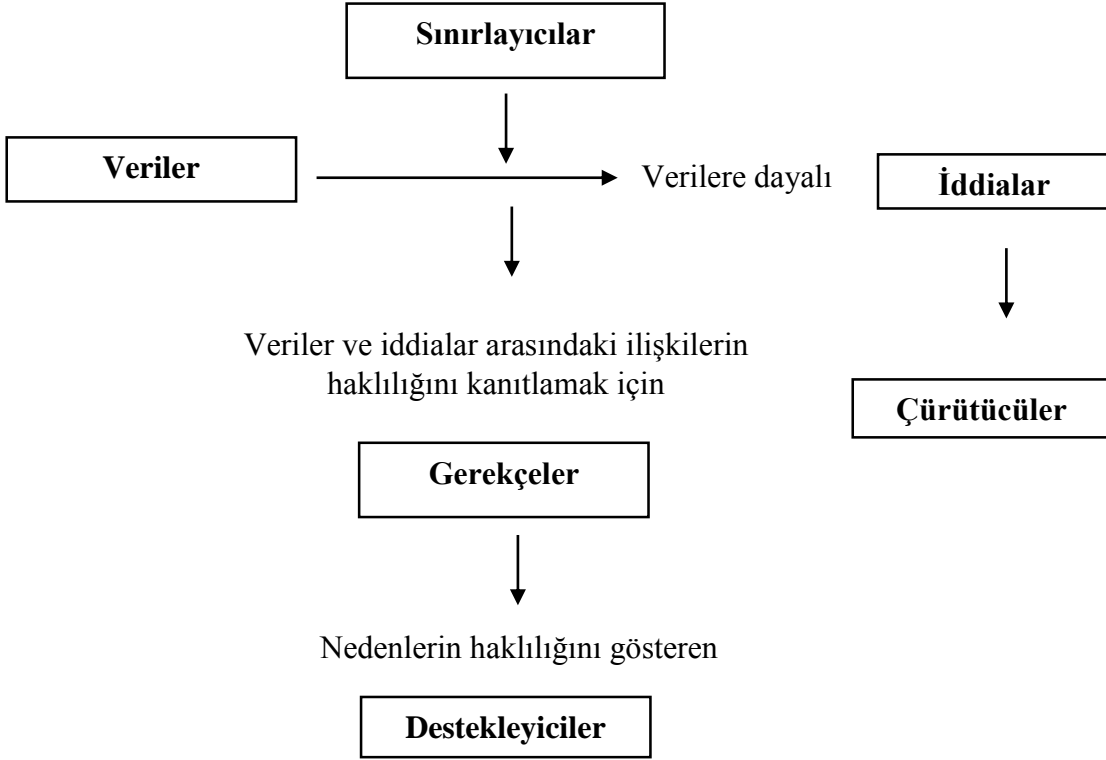 Sınırlayıcılar
Veriler
Verilere dayalı
İddialar
Veriler ve iddialar arasındaki ilişkilerin
haklılığını kanıtlamak için
Çürütücüler
Gerekçeler
Nedenlerin haklılığını gösteren
Destekleyiciler